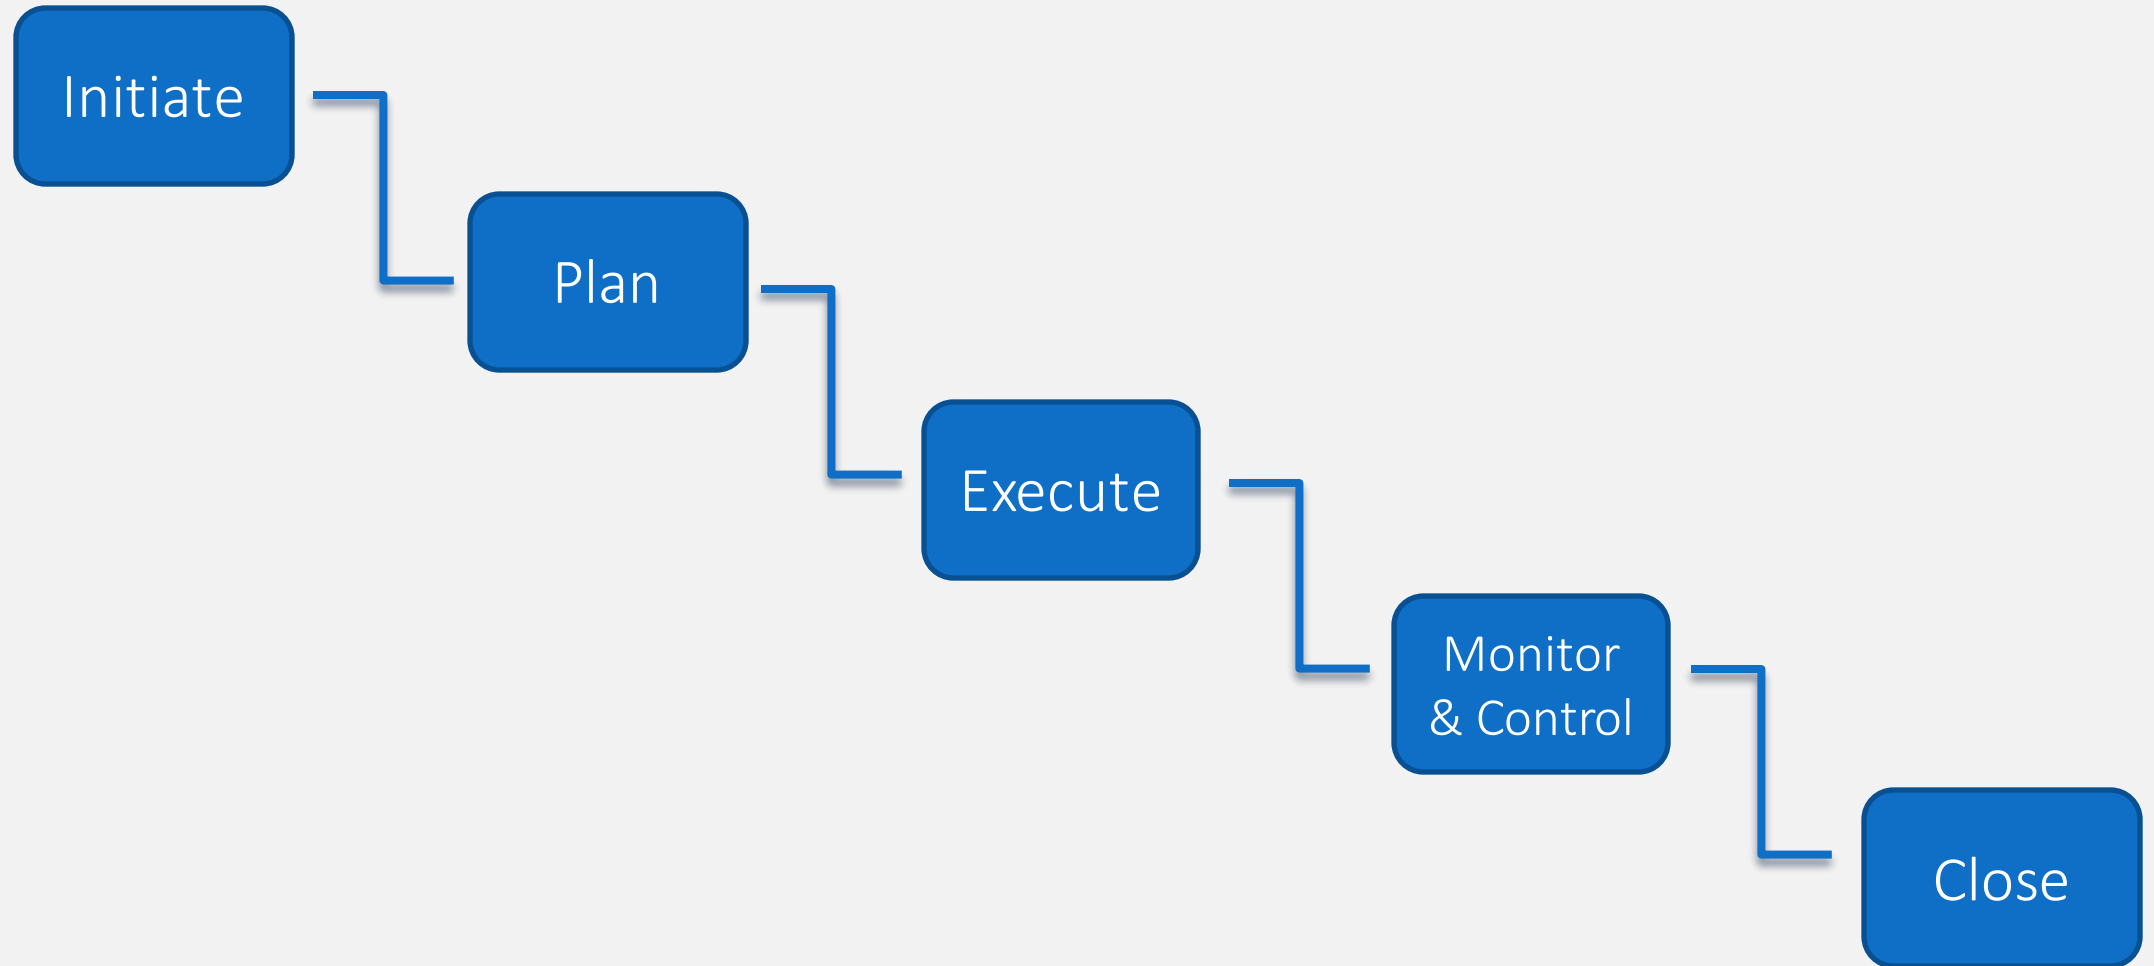 Initiate
Plan
Execute
Monitor
& Control
Close